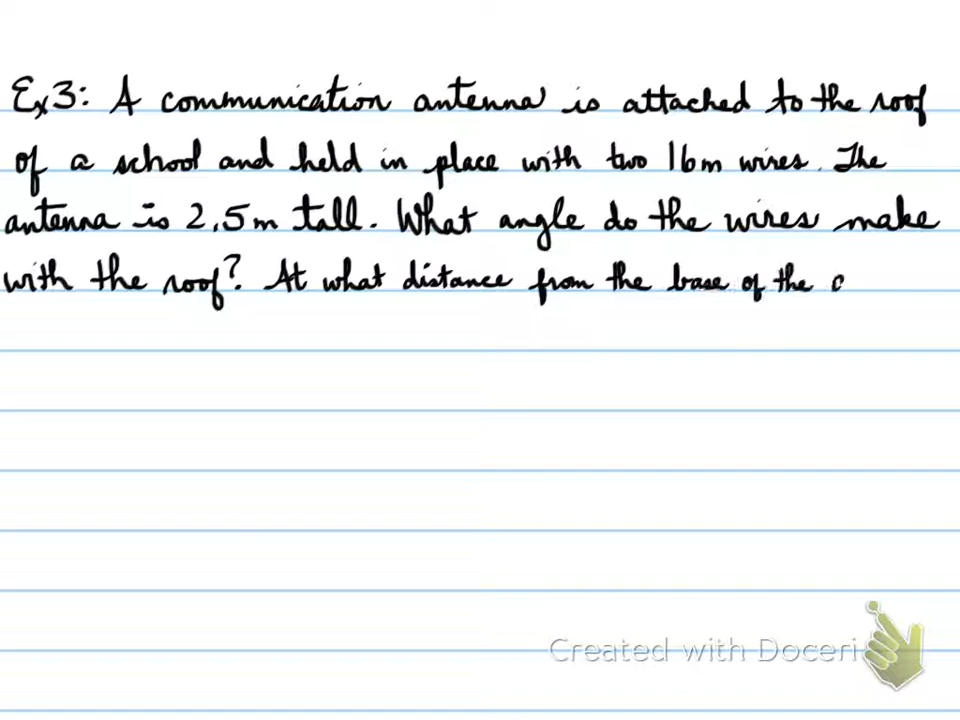 Ex3: A communication antenna is attached to the roof
of a school and held in place with two 16m wires. The
antenna is 2.5m tall. What angle do the wires make
with the roof? At what distance from the base of the a
Created with Doceri